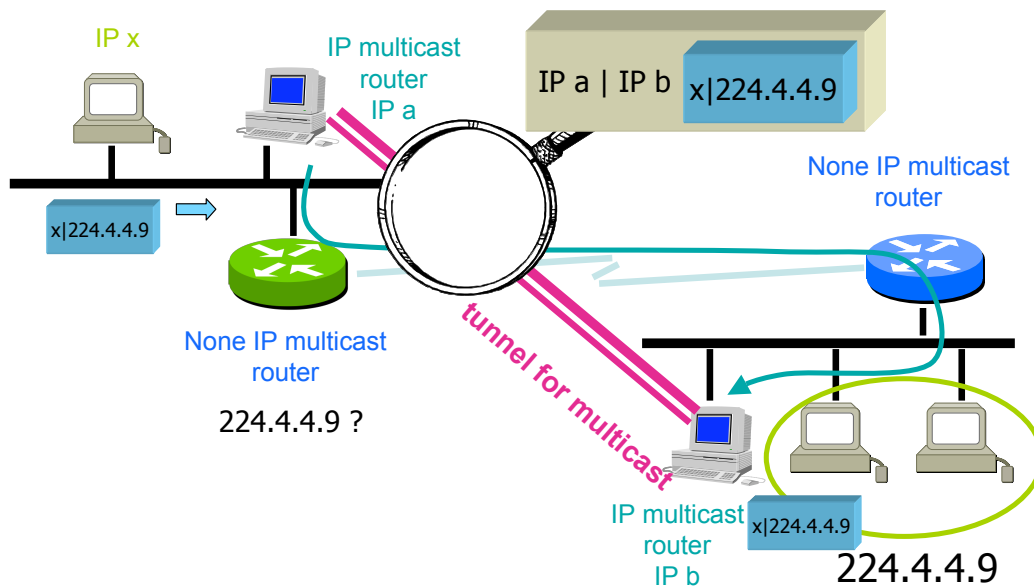 IP x
IP multicast
router
IP a
IP a | IP b
x|224.4.4.9
None IP multicast
router
x|224.4.4.9
None IP multicast
router
224.4.4.9 ?
tunnel for multicast
IP multicast
router
IP b
x|224.4.4.9
224.4.4.9